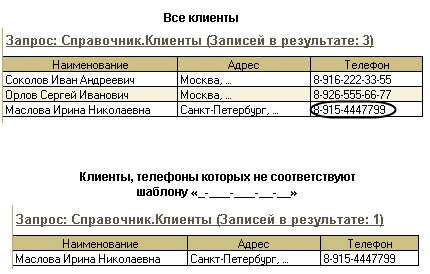 Все клиенты
Запрос: Справочник.Клиенты (Записей в результате: 3)
Наименование Адрес Телефон
Соколов Иван Андреевич Москва, ... 8-916-222-33-55
Орлов Сергей Иванович Москва, ... 8-926-555-66-77
Маслова Ирина Николаевна Санкт-Петербург, ... 8-915-4447799
Клиенты, телефоны которых не соответствуют
шаблону «_-___-___-__-__»
Запрос: Справочник.Клиенты (Записей в результате: 1)
Наименование Адрес Телефон
Маслова Ирина Николаевна Санкт-Петербург, ... 8-915-4447799